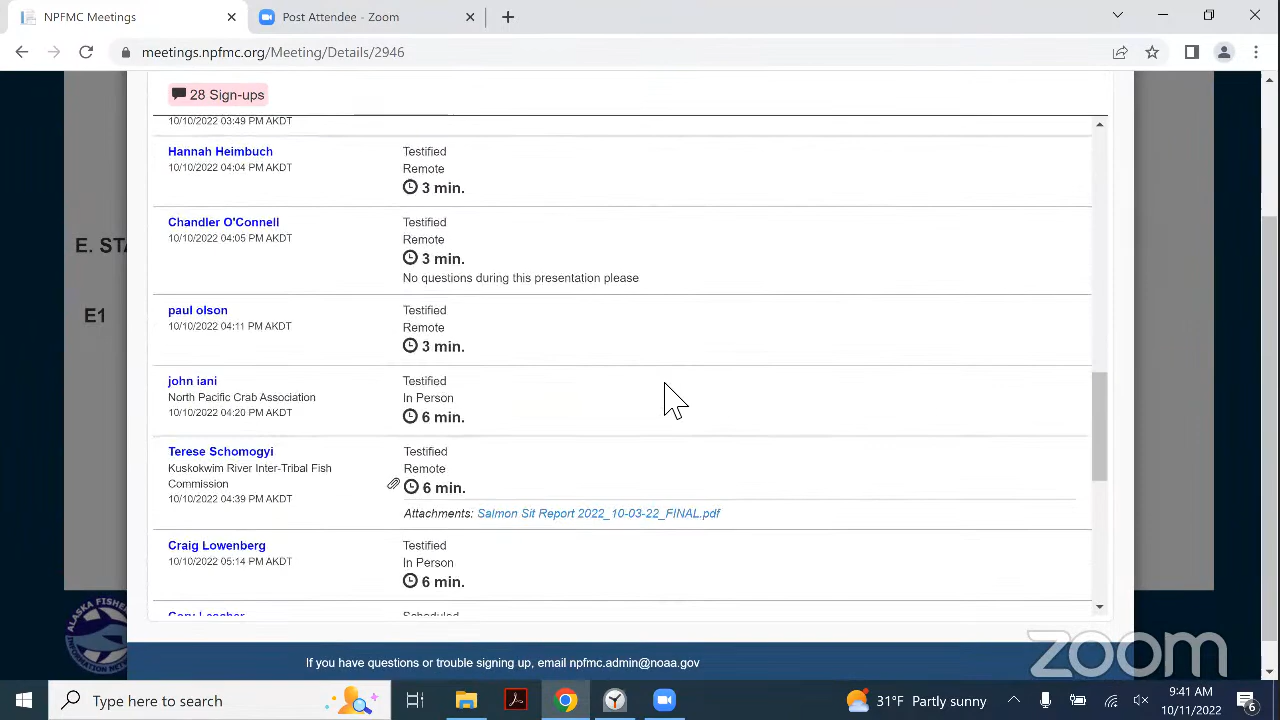 NPFMC Meetings
Post Attendee - Zoom
meetings.npfmc.org/Meeting/Details/2946
28 Sign-ups
10/10/2022 03:49 PM AKDT
Hannah Heimbuch
10/10/2022 04:04 PM AKDT
Testified
Remote
3 min.
Chandler O'Connell
10/10/2022 04:05 PM AKDT
Testified
Remote
3 min.
No questions during this presentation please
E. STA
E1
paul olson
10/10/2022 04:11 PM AKDT
Testified
Remote
3 min.
john iani
North Pacific Crab Association
10/10/2022 04:20 PM AKDT
Testified
In Person
6 min.
Terese Schomogyi
Kuskokwim River Inter-Tribal Fish
Commission
10/10/2022 04:39 PM AKDT
Testified
Remote
6 min.
Attachments: Salmon Sit Report 2022_10-03-22_FINAL.pdf
Craig Lowenberg
10/10/2022 05:14 PM AKDT
Testified
In Person
6 min.
Scheduled
ALASKA FISHER
INFORMATION NETW
If you have questions or trouble signing up, email npfmc.admin@noaa.gov
zoom
Type here to search
31°F Partly sunny
9:41 AM
10/11/2022
6